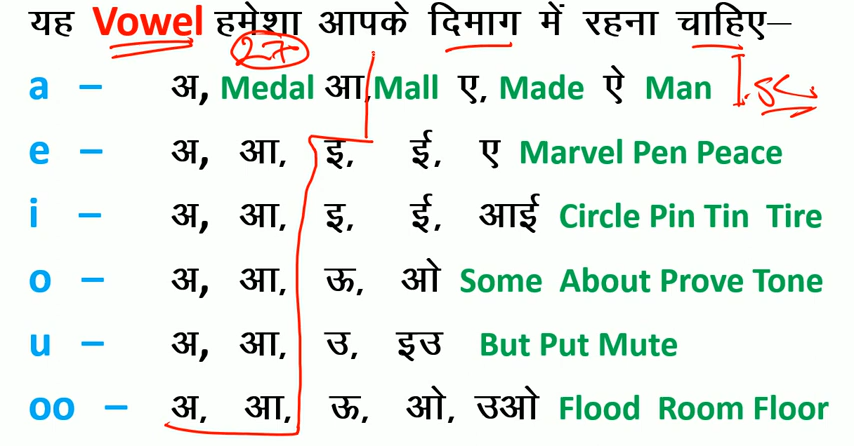 यह Vowel हमेशा आपके दिमाग में रहना चाहिए–
27
a – अ, Medal आ, Mall ए, Made ऐ Man
e – अ, आ, इ, ई, ए Marvel Pen Peace
i – अ, आ, इ, ई, आई Circle Pin Tin Tire
o – अ, आ, ऊ, ओ Some About Prove Tone
u – अ, आ, उ, इउ But Put Mute
oo – अ, आ, ऊ, ओ, उओ Flood Room Floor